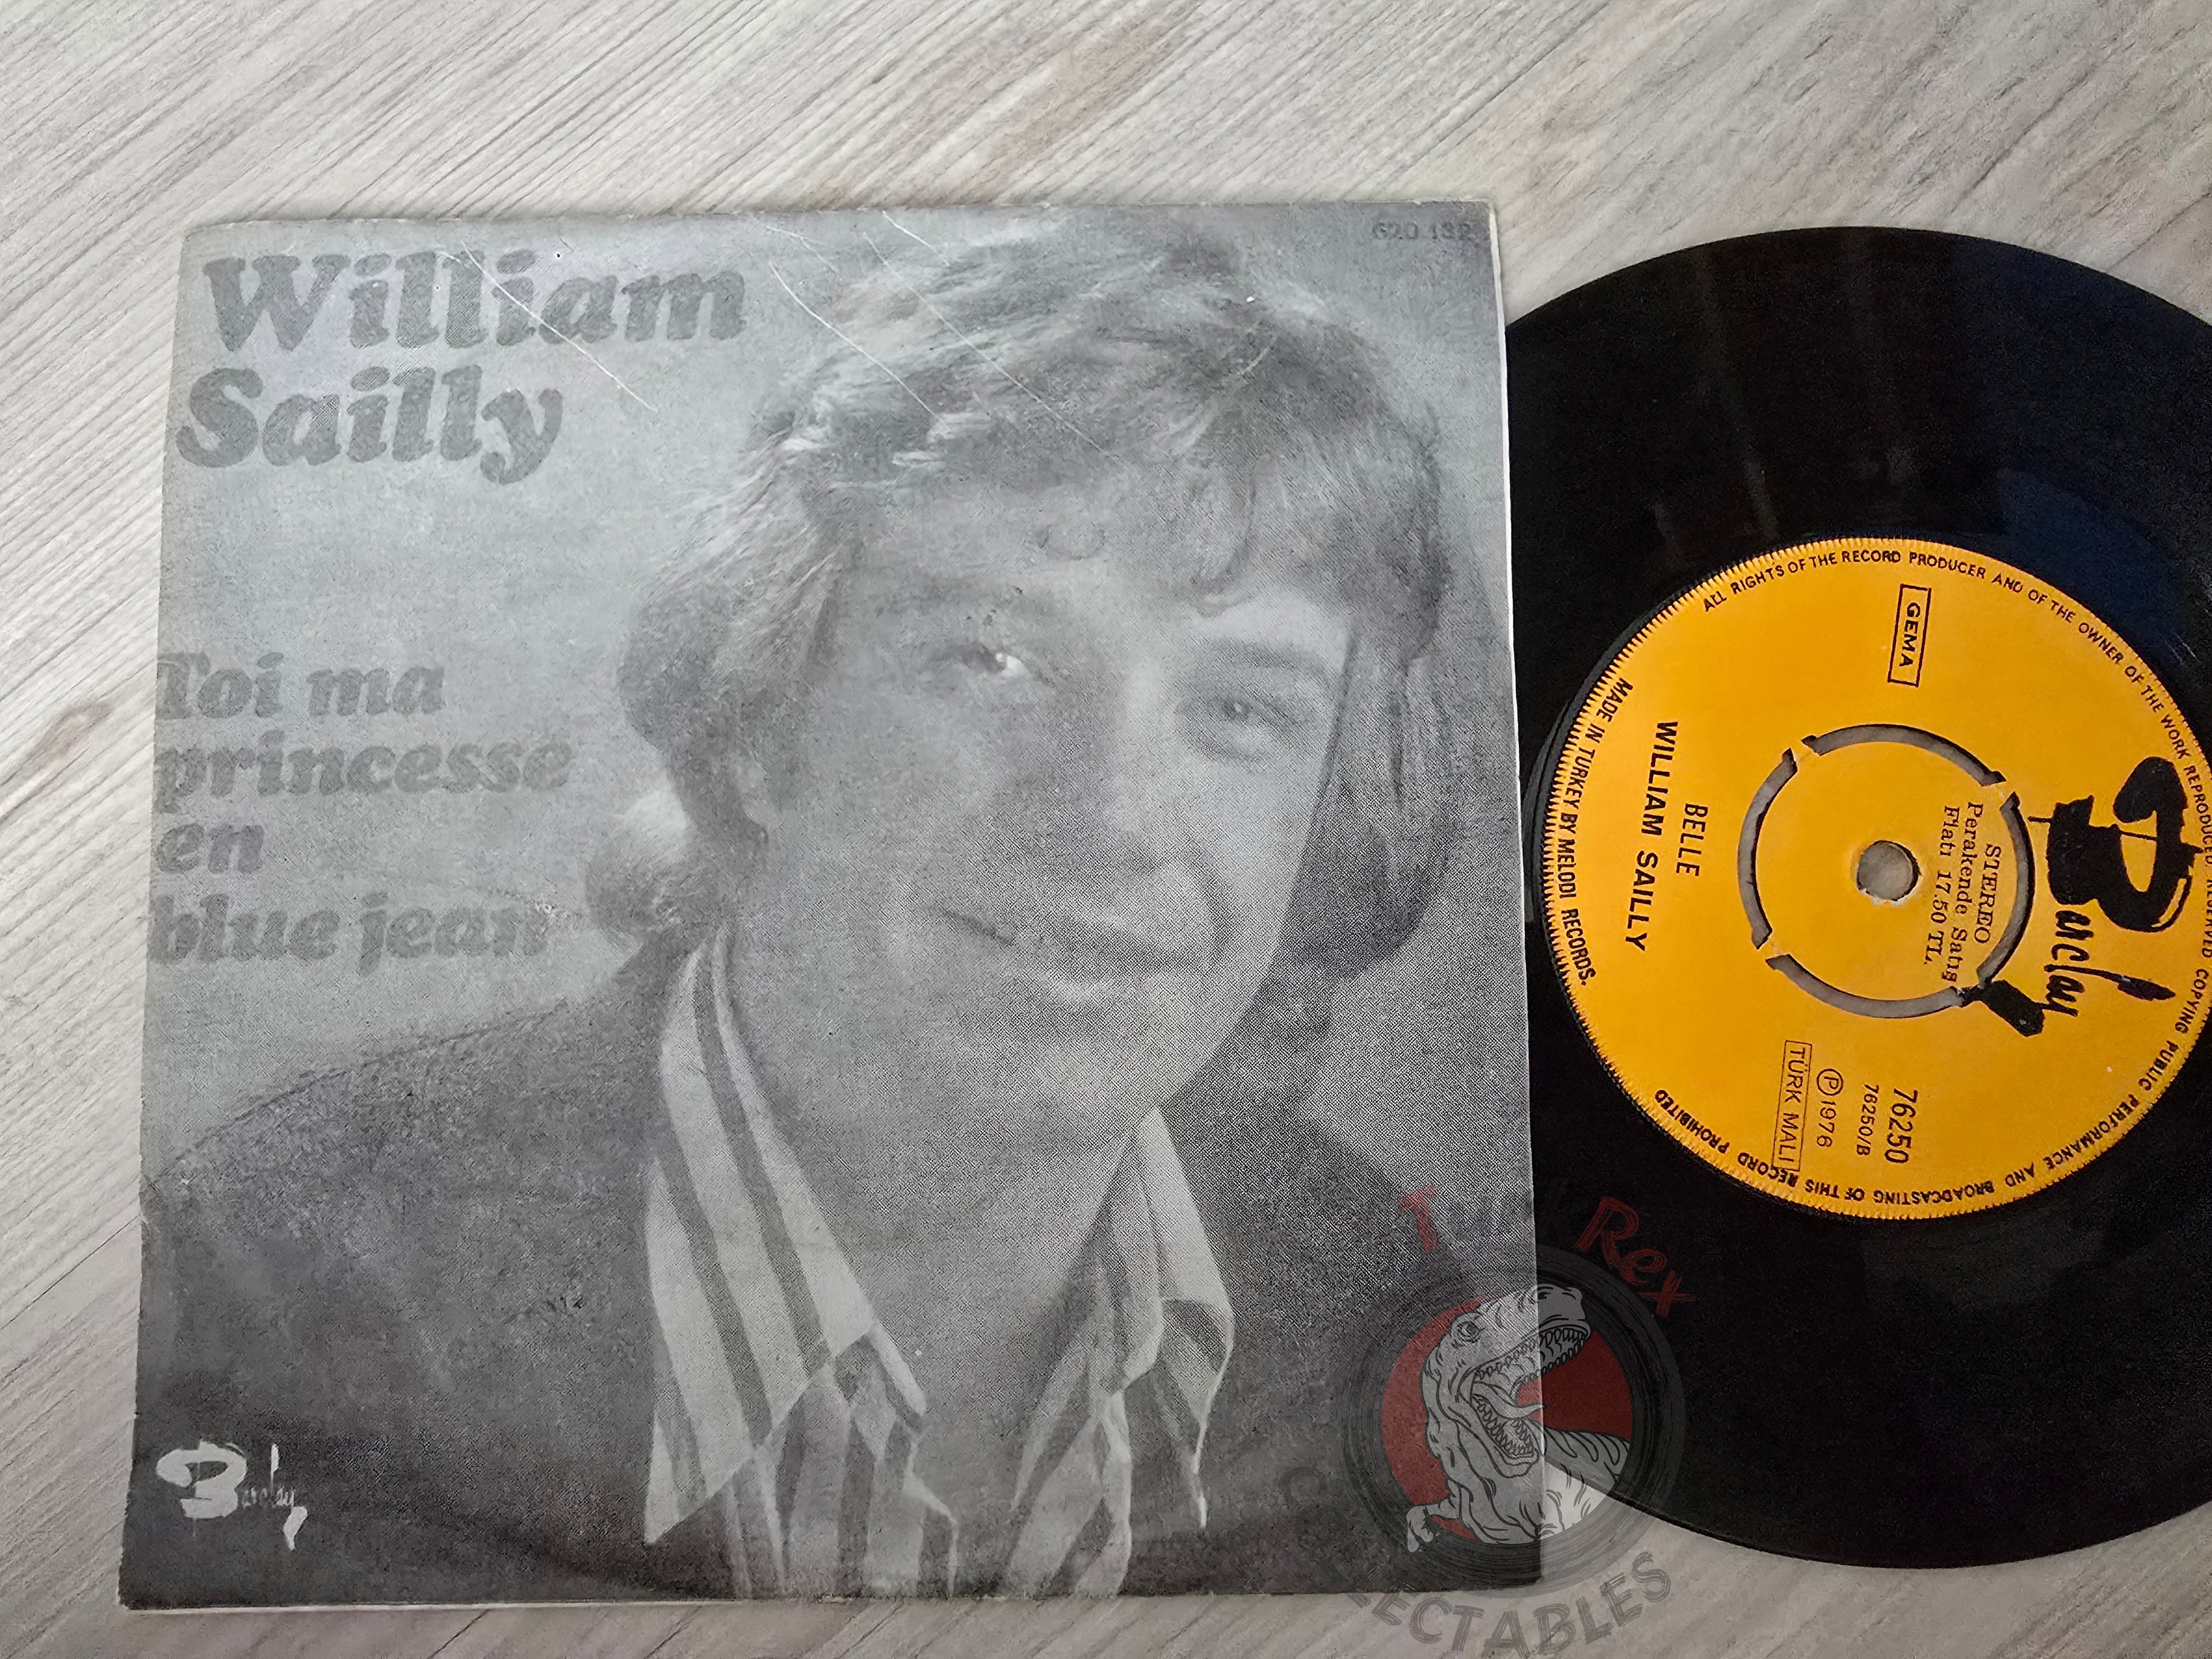 William
Sailly
620.132
Toi ma
princesse
en
blue jean
Barclay
ALL RIGHTS OF THE RECORD PRODUCER AND OF THE OWNER OF THE WORK REPRODUCED RESERVED COPYING PUBLIC PERFORMANCE AND BROADCASTING OF THIS RECORD PROHIBITED
MADE IN TURKEY BY MELODI RECORDS.
GEMA
Barclay
STEREO
Perakende Satış
Fiatı 17.50 TL.
76250
76250/B
Ⓟ1976
TÜRK MALI
BELLE
WILLIAM SAILLY
Rex